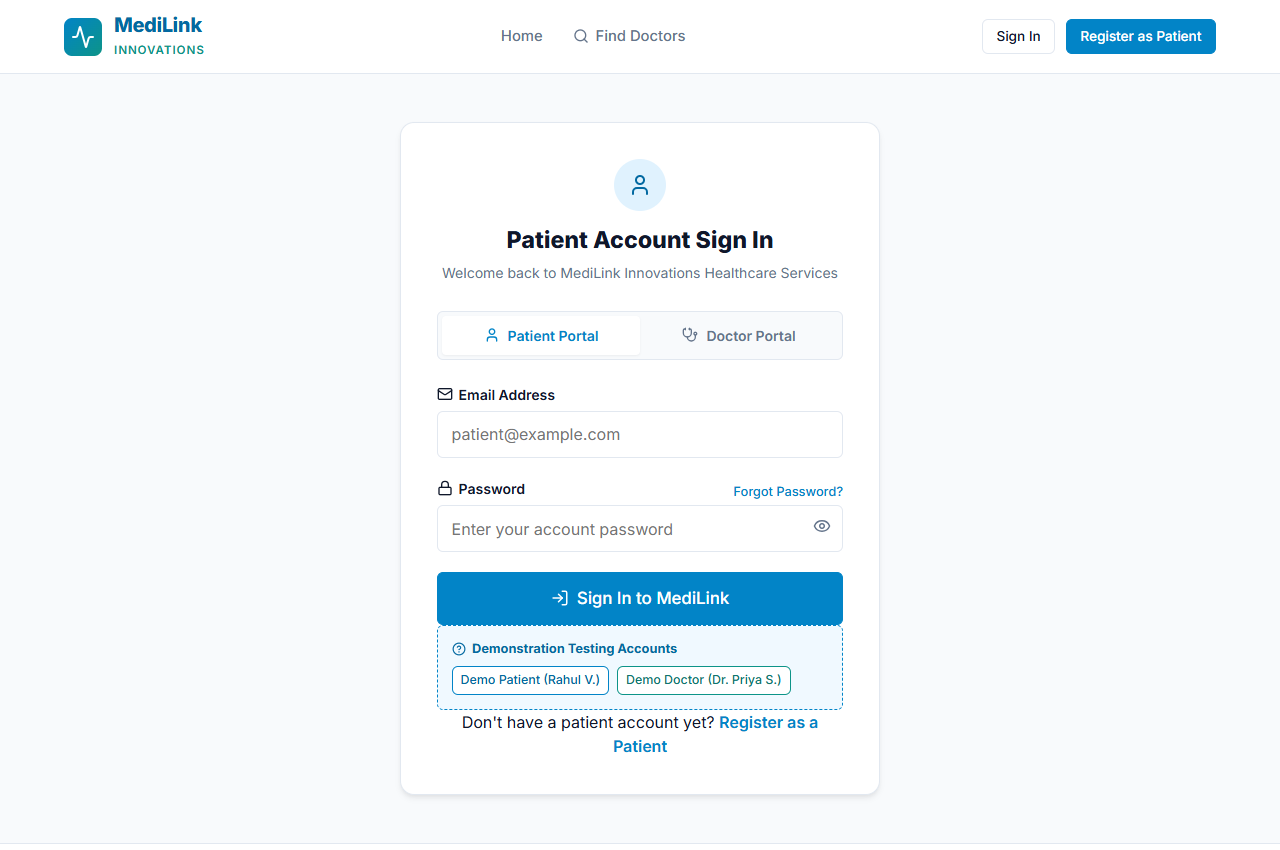 MediLink
INNOVATIONS
Home
Find Doctors
Sign In
Register as Patient
Patient Account Sign In
Welcome back to MediLink Innovations Healthcare Services
Patient Portal
Doctor Portal
Email Address
patient@example.com
Password
Forgot Password?
Enter your account password
Sign In to MediLink
Demonstration Testing Accounts
Demo Patient (Rahul V.)
Demo Doctor (Dr. Priya S.)
Don't have a patient account yet? Register as a
Patient